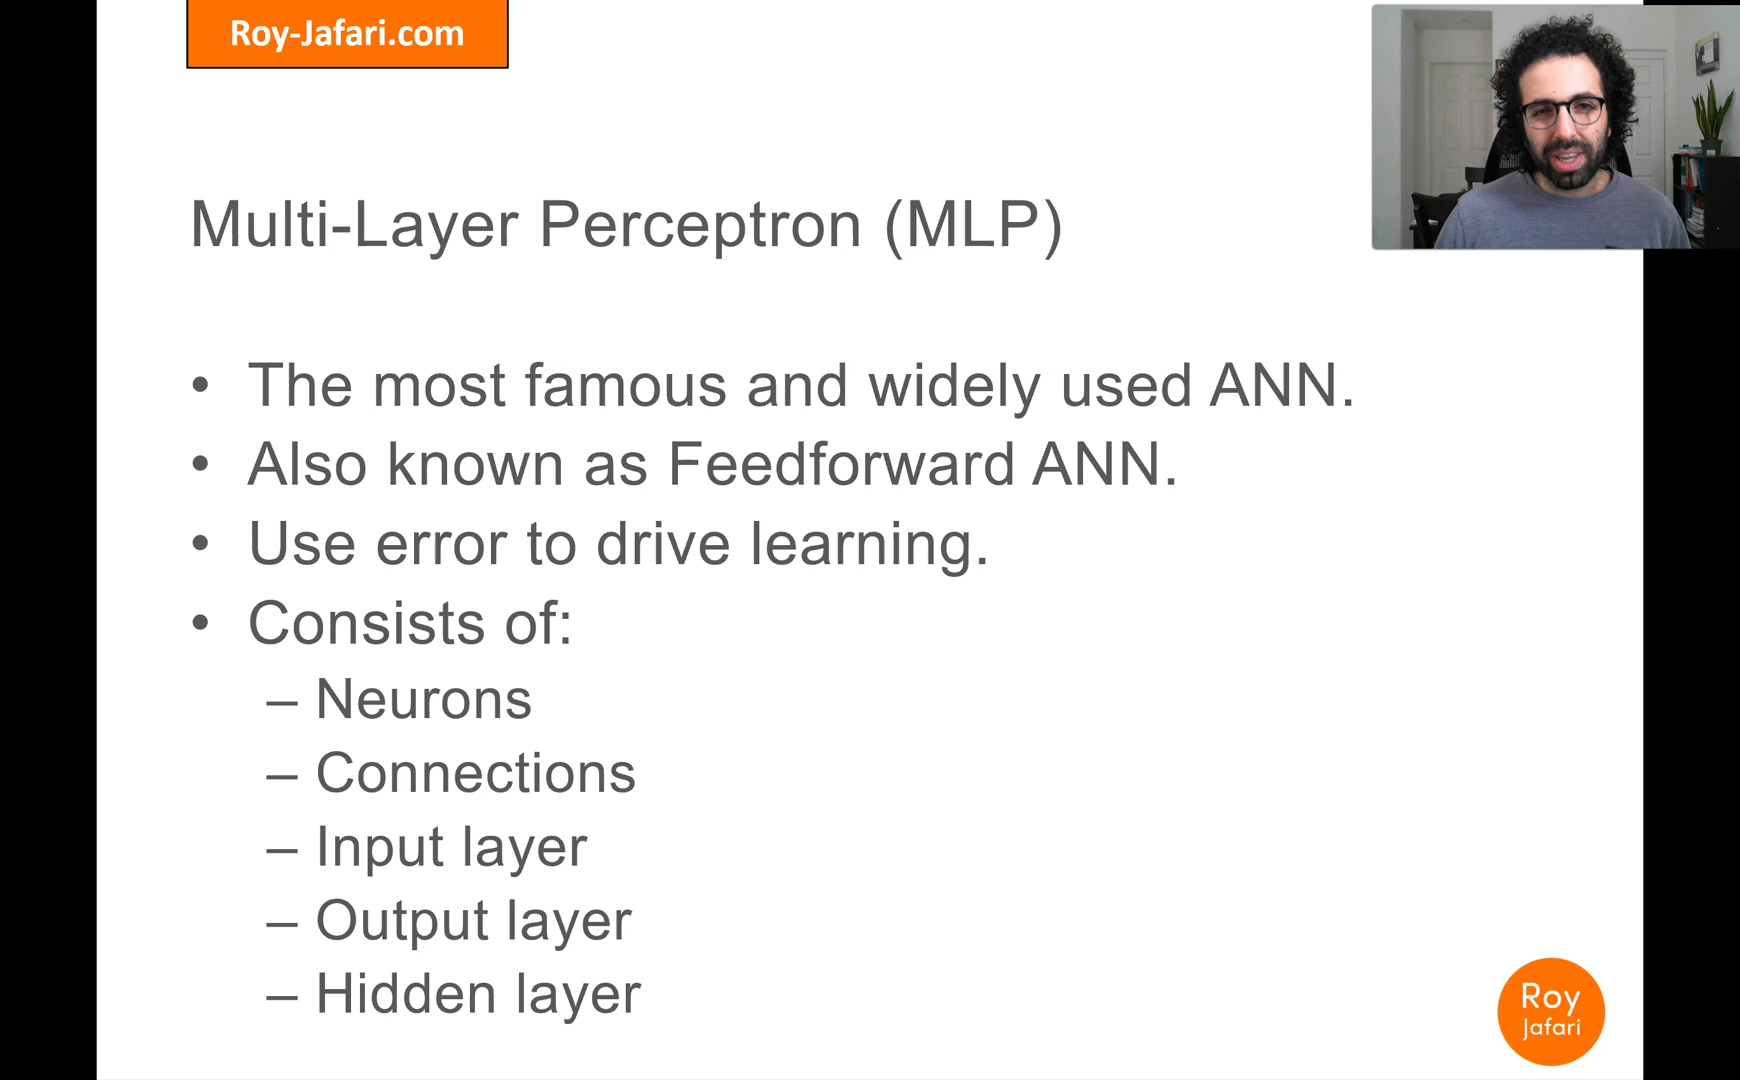 Roy-Jafari.com
Multi-Layer Perceptron (MLP)
• The most famous and widely used ANN.
• Also known as Feedforward ANN.
• Use error to drive learning.
• Consists of:
– Neurons
– Connections
– Input layer
– Output layer
– Hidden layer
Roy
Jafari